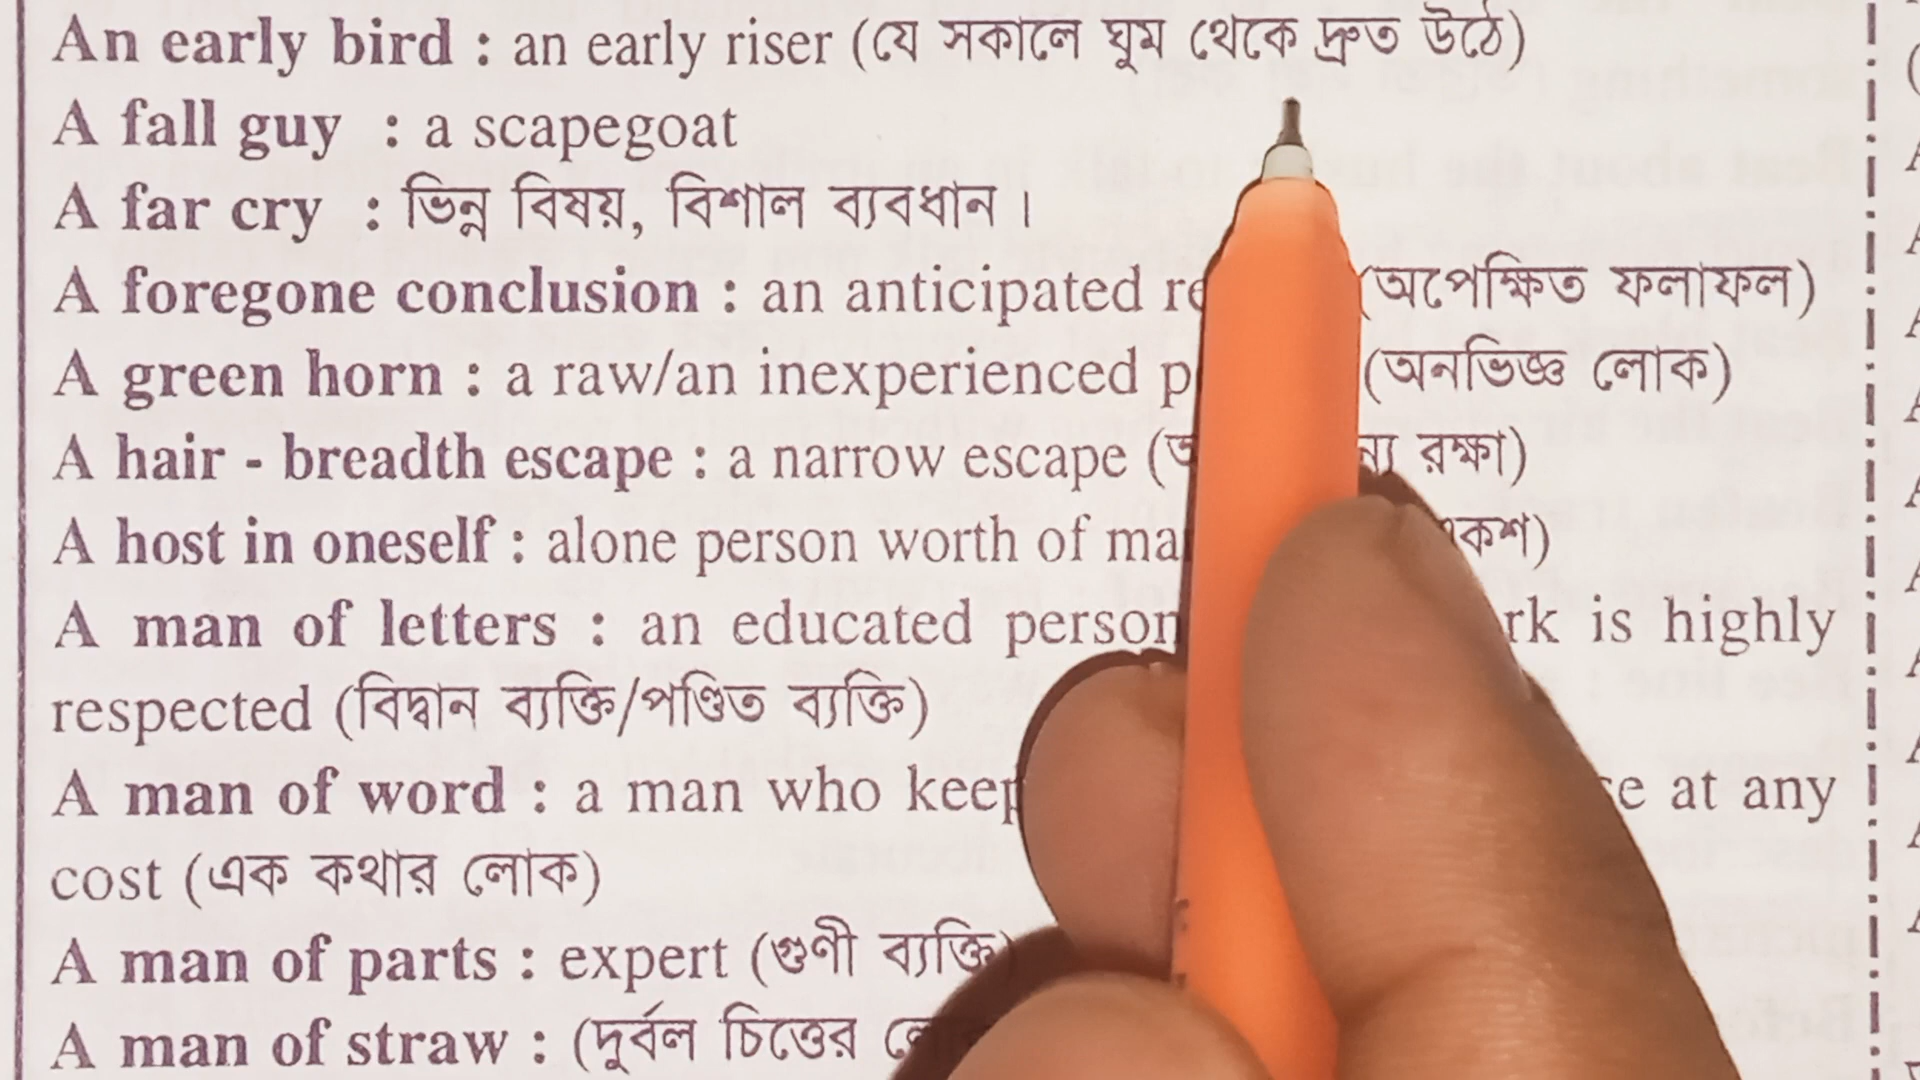 An early bird : an early riser (যে সকালে ঘুম থেকে দ্রুত উঠে)
A fall guy : a scapegoat
A far cry : ভিন্ন বিষয়, বিশাল ব্যবধান।
A foregone conclusion : an anticipated (অপেক্ষিত ফলাফল)
A green horn : a raw/an inexperienced (অনভিজ্ঞ লোক)
A hair - breadth escape : a narrow escape ( রক্ষা)
A host in oneself : alone person worth of
A man of letters : an educated person is highly
respected (বিদ্বান ব্যক্তি/পণ্ডিত ব্যক্তি)
A man of word : a man who at any
cost (এক কথার লোক)
A man of parts : expert (গুণী ব্যক্তি)
A man of straw : (দুর্বল চিত্তের